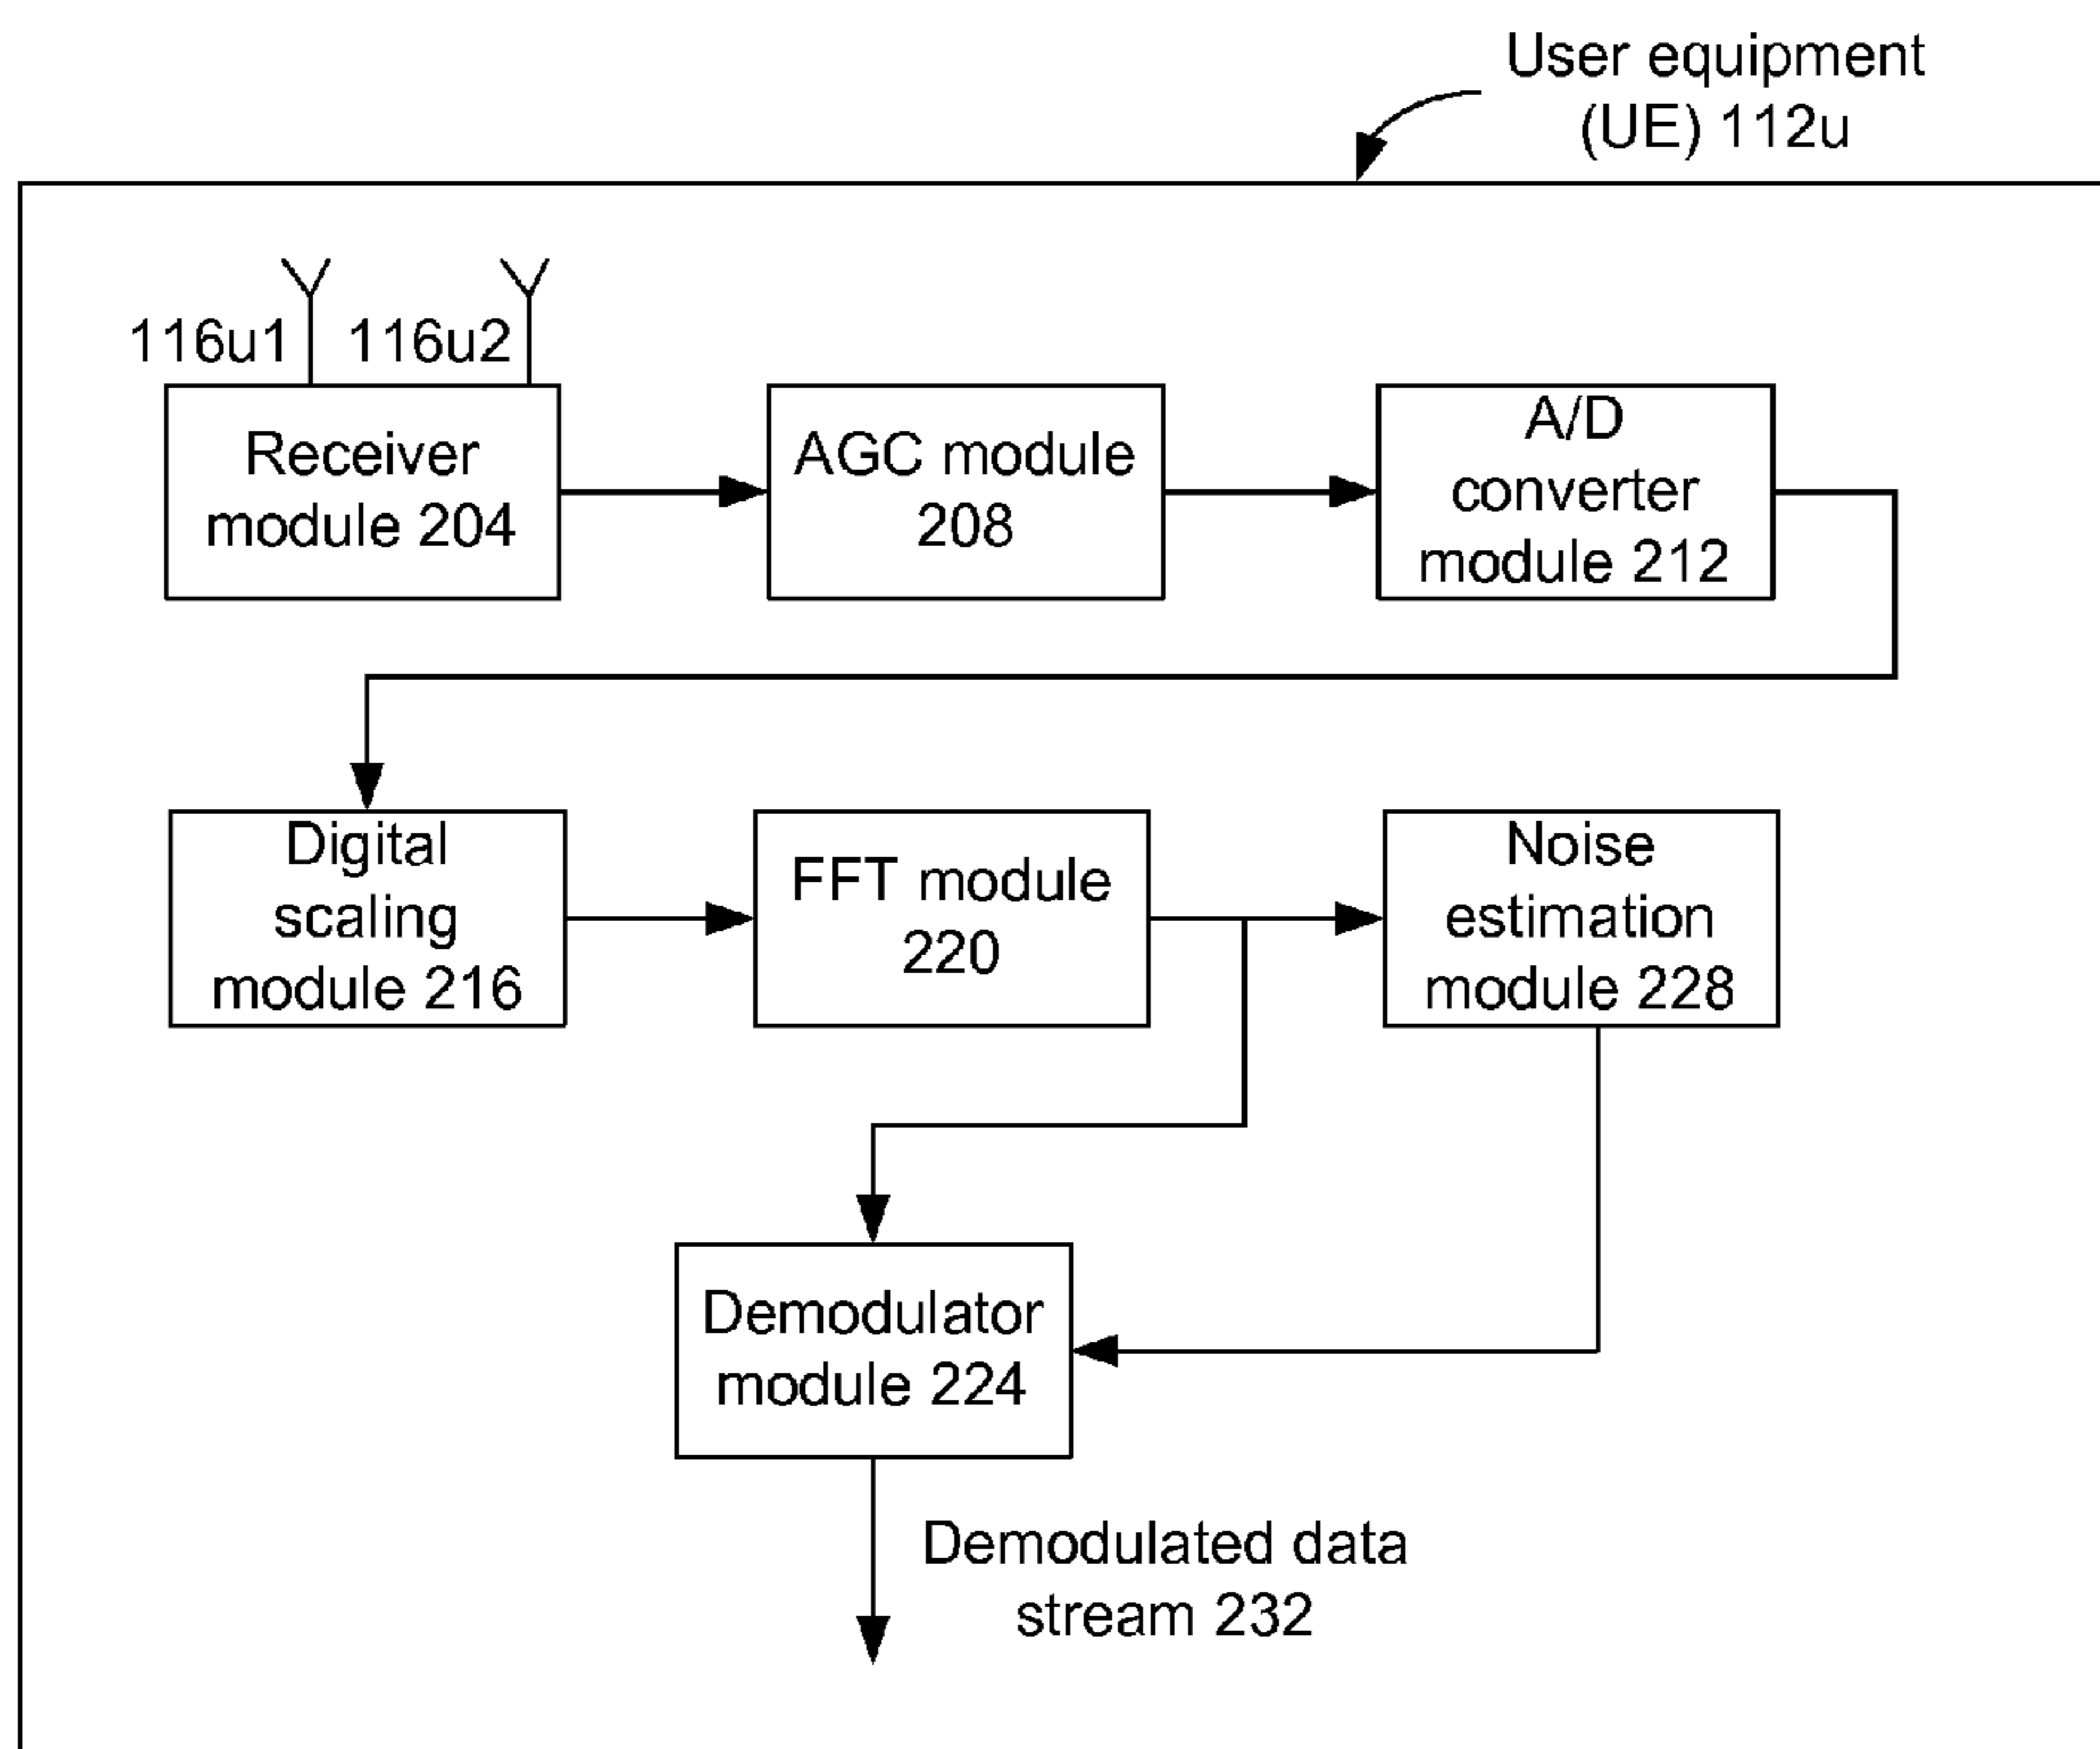 User equipment
(UE) 112u
116u1
116u2
Receiver
module 204
AGC module
208
A/D
converter
module 212
Digital
scaling
module 216
FFT module
220
Noise
estimation
module 228
Demodulator
module 224
Demodulated data
stream 232